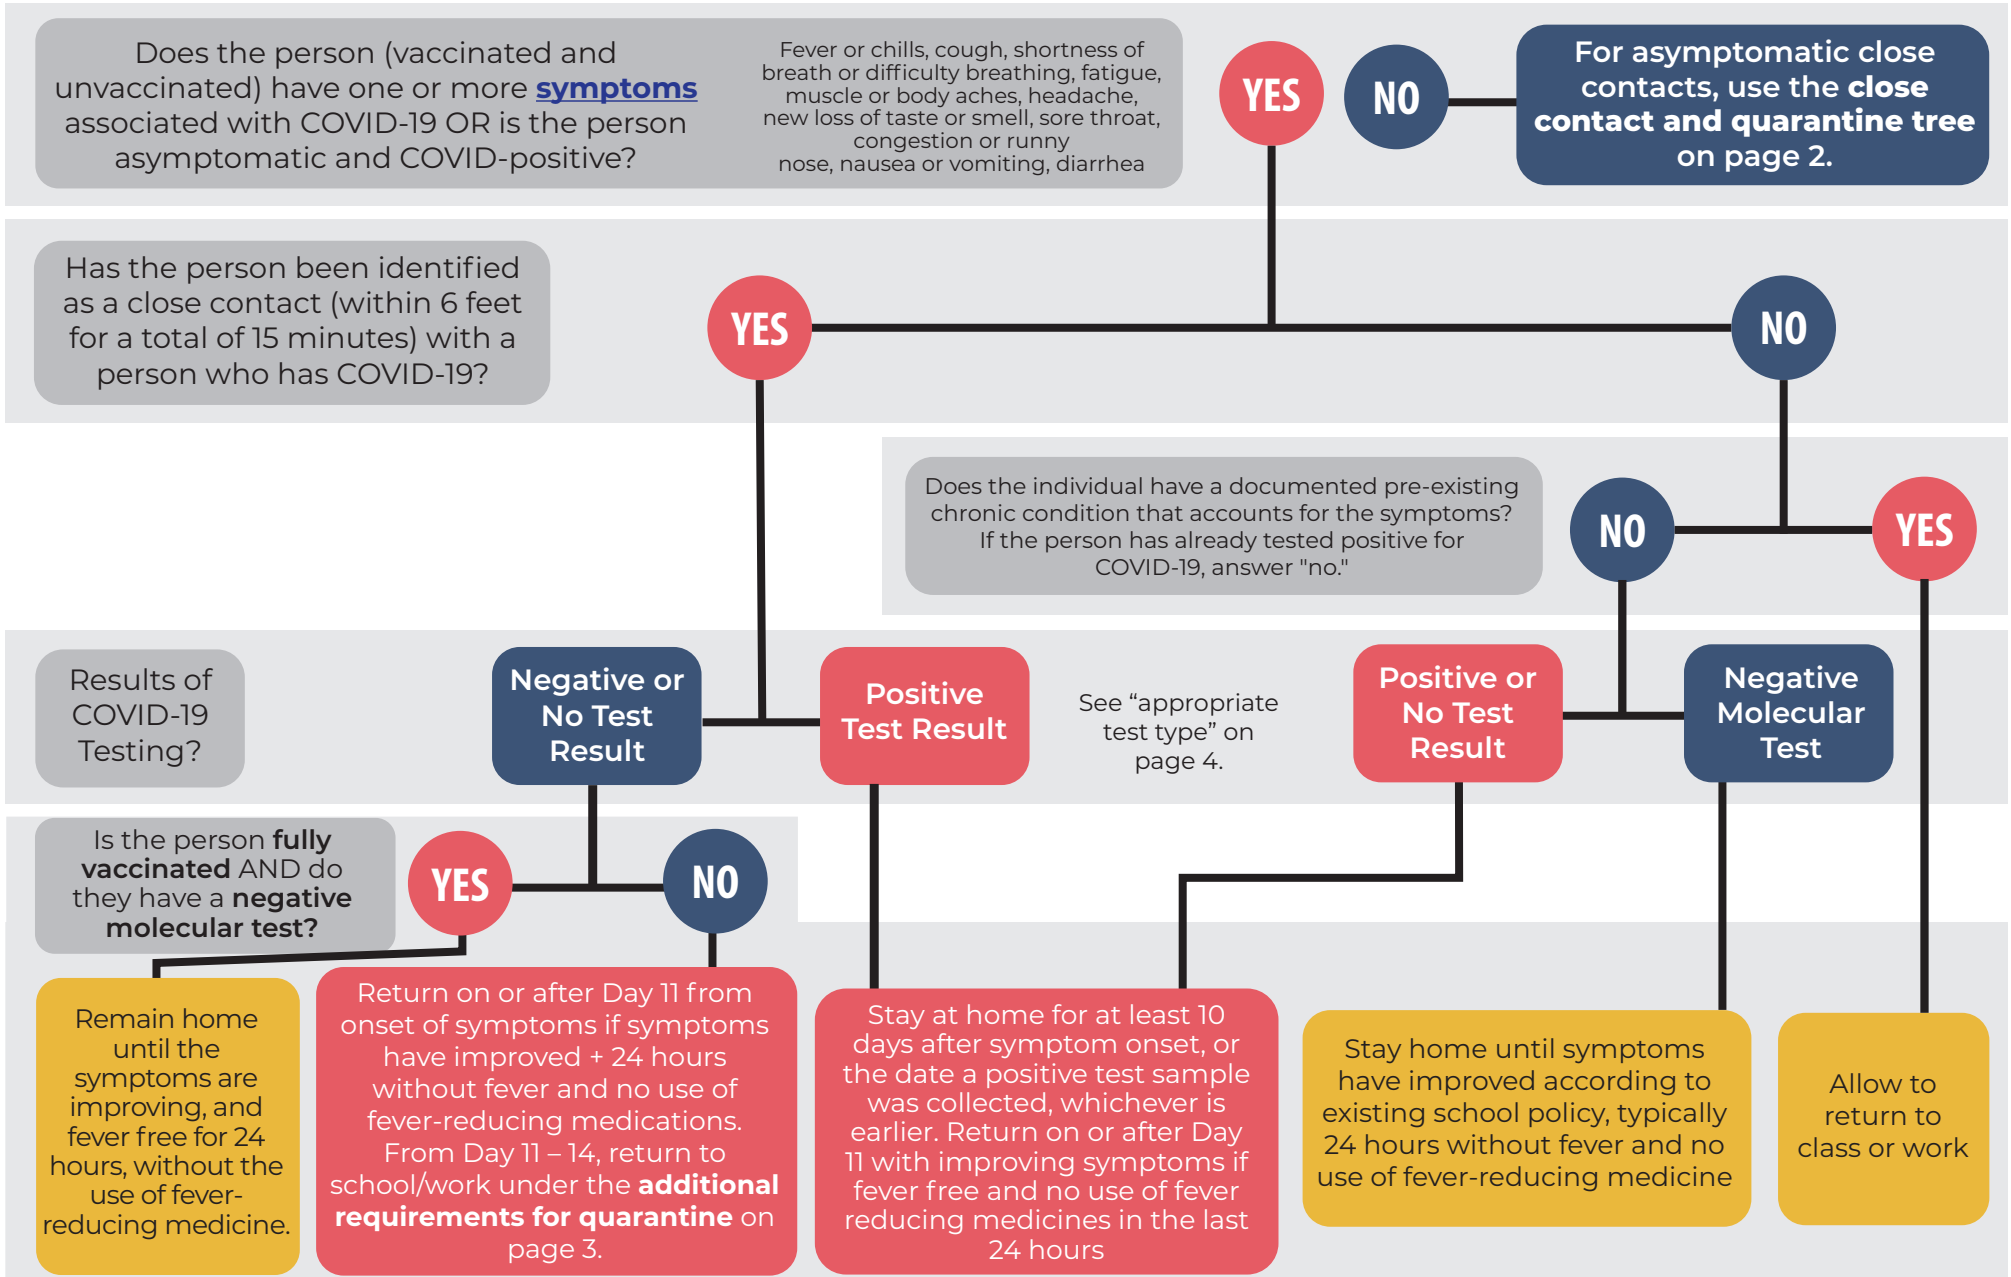 Does the person (vaccinated and
unvaccinated) have one or more symptoms
associated with COVID-19 OR is the person
asymptomatic and COVID-positive?
Fever or chills, cough, shortness of
breath or difficulty breathing, fatigue,
muscle or body aches, headache,
new loss of taste or smell, sore throat,
congestion or runny
nose, nausea or vomiting, diarrhea
YES
NO
For asymptomatic close
contacts, use the close
contact and quarantine tree
on page 2.
Has the person been identified
as a close contact (within 6 feet
for a total of 15 minutes) with a
person who has COVID-19?
YES
NO
Does the individual have a documented pre-existing
chronic condition that accounts for the symptoms?
If the person has already tested positive for
COVID-19, answer "no."
NO
YES
Results of
COVID-19
Testing?
Negative or
No Test
Result
Positive
Test Result
See “appropriate
test type” on
page 4.
Positive or
No Test
Result
Negative
Molecular
Test
Is the person fully
vaccinated AND do
they have a negative
molecular test?
YES
NO
Remain home
until the
symptoms are
improving, and
fever free for 24
hours, without the
use of fever-
reducing medicine.
Return on or after Day 11 from
onset of symptoms if symptoms
have improved + 24 hours
without fever and no use of
fever-reducing medications.
From Day 11 – 14, return to
school/work under the additional
requirements for quarantine on
page 3.
Stay at home for at least 10
days after symptom onset, or
the date a positive test sample
was collected, whichever is
earlier. Return on or after Day
11 with improving symptoms if
fever free and no use of fever
reducing medicines in the last
24 hours
Stay home until symptoms
have improved according to
existing school policy, typically
24 hours without fever and no
use of fever-reducing medicine
Allow to
return to
class or work